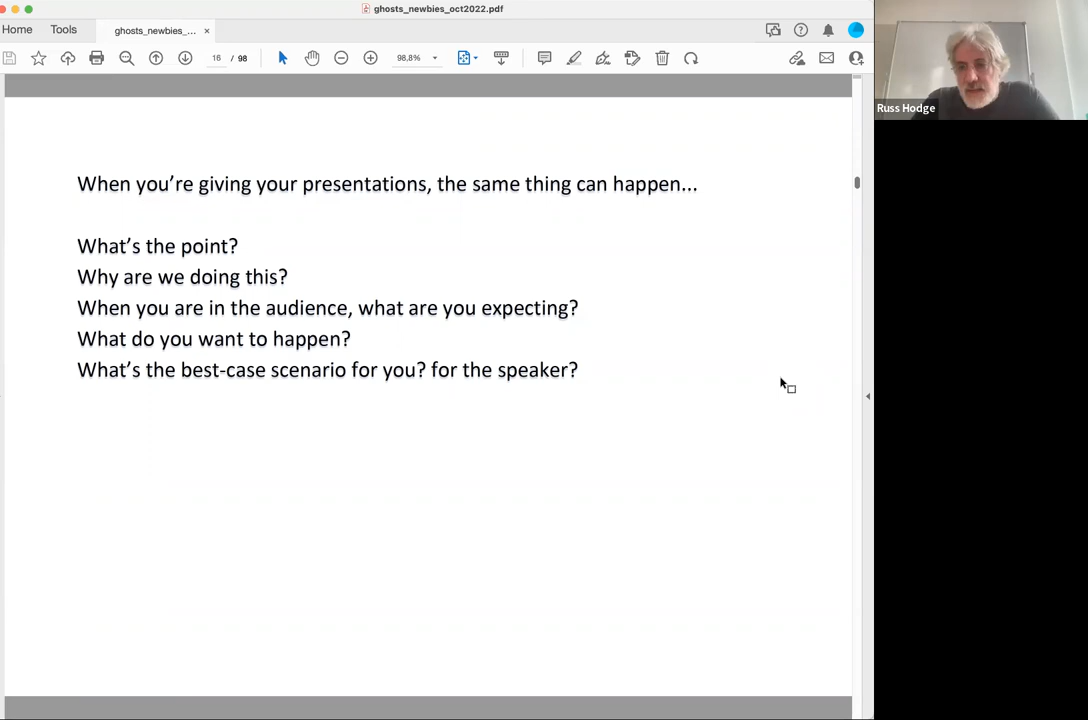 ghosts_newbies_oct2022.pdf
Home Tools ghosts_newbies_... ×
16 / 98 98,8%
Russ Hodge
When you’re giving your presentations, the same thing can happen...
What’s the point?
Why are we doing this?
When you are in the audience, what are you expecting?
What do you want to happen?
What’s the best-case scenario for you? for the speaker?